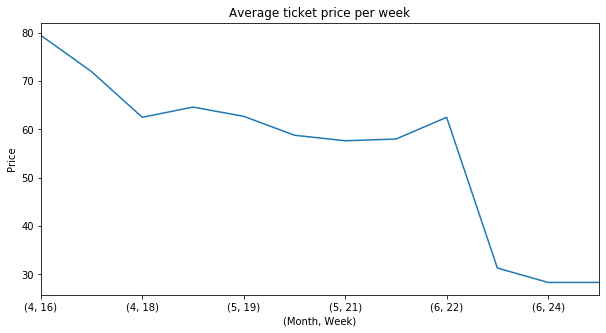 Average ticket price per week
80
70
60
50
40
30
Price
(4, 16) (4, 18) (5, 19) (5, 21) (6, 22) (6, 24)
(Month, Week)